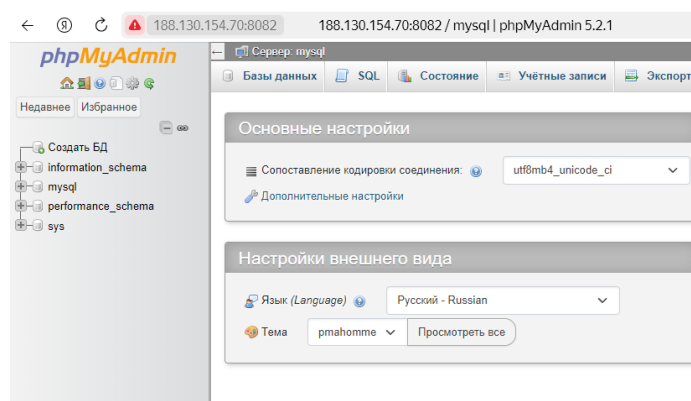 188.130.154.70:8082 188.130.154.70:8082 / mysql | phpMyAdmin 5.2.1
phpMyAdmin
Недавнее Избранное
Создать БД
information_schema
mysql
performance_schema
sys
Сервер: mysql
Базы данных SQL Состояние Учётные записи Экспорт
Основные настройки
Сопоставление кодировки соединения: utf8mb4_unicode_ci
Дополнительные настройки
Настройки внешнего вида
Язык (Language) Русский - Russian
Тема pmahomme Просмотреть все